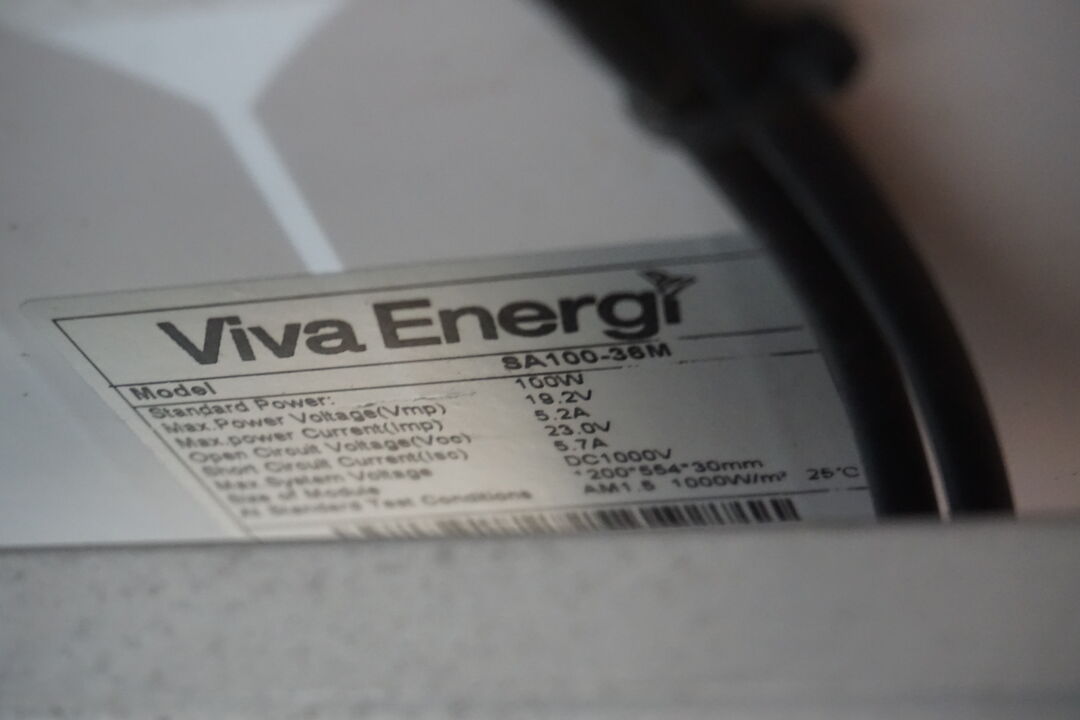 Viva Energi
Model SA100-36M
Standard Power: 100W
Max.Power Voltage(Vmp) 19.2V
Max.power Current(Imp) 5.2A
Open Circuit Voltage(Voc) 23.0V
Short Circuit Current(Isc) 5.7A
Max System Voltage DC1000V
Size of Module 1200*554*30mm
At Standard Test Conditions AM1.5 1000W/m² 25°C